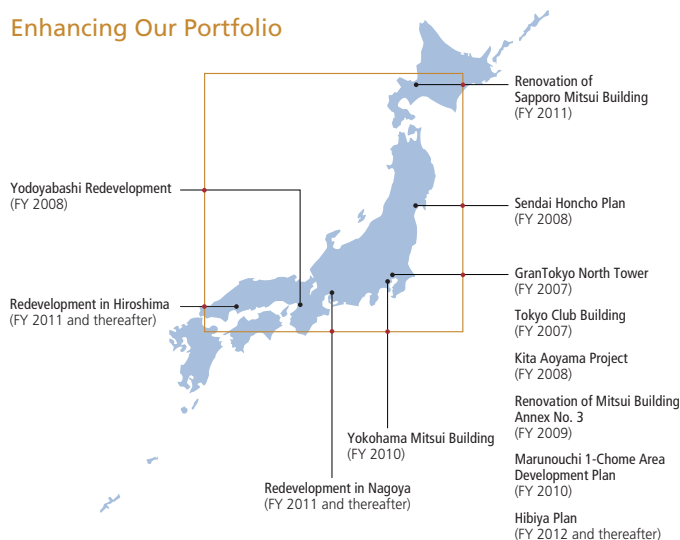 Enhancing Our Portfolio
Renovation of
Sapporo Mitsui Building
(FY 2011)
Yodoyabashi Redevelopment
(FY 2008)
Sendai Honcho Plan
(FY 2008)
GranTokyo North Tower
(FY 2007)
Tokyo Club Building
(FY 2007)
Kita Aoyama Project
(FY 2008)
Renovation of Mitsui Building
Annex No. 3
(FY 2009)
Marunouchi 1-Chome Area
Development Plan
(FY 2010)
Hibiya Plan
(FY 2012 and thereafter)
Redevelopment in Hiroshima
(FY 2011 and thereafter)
Yokohama Mitsui Building
(FY 2010)
Redevelopment in Nagoya
(FY 2011 and thereafter)